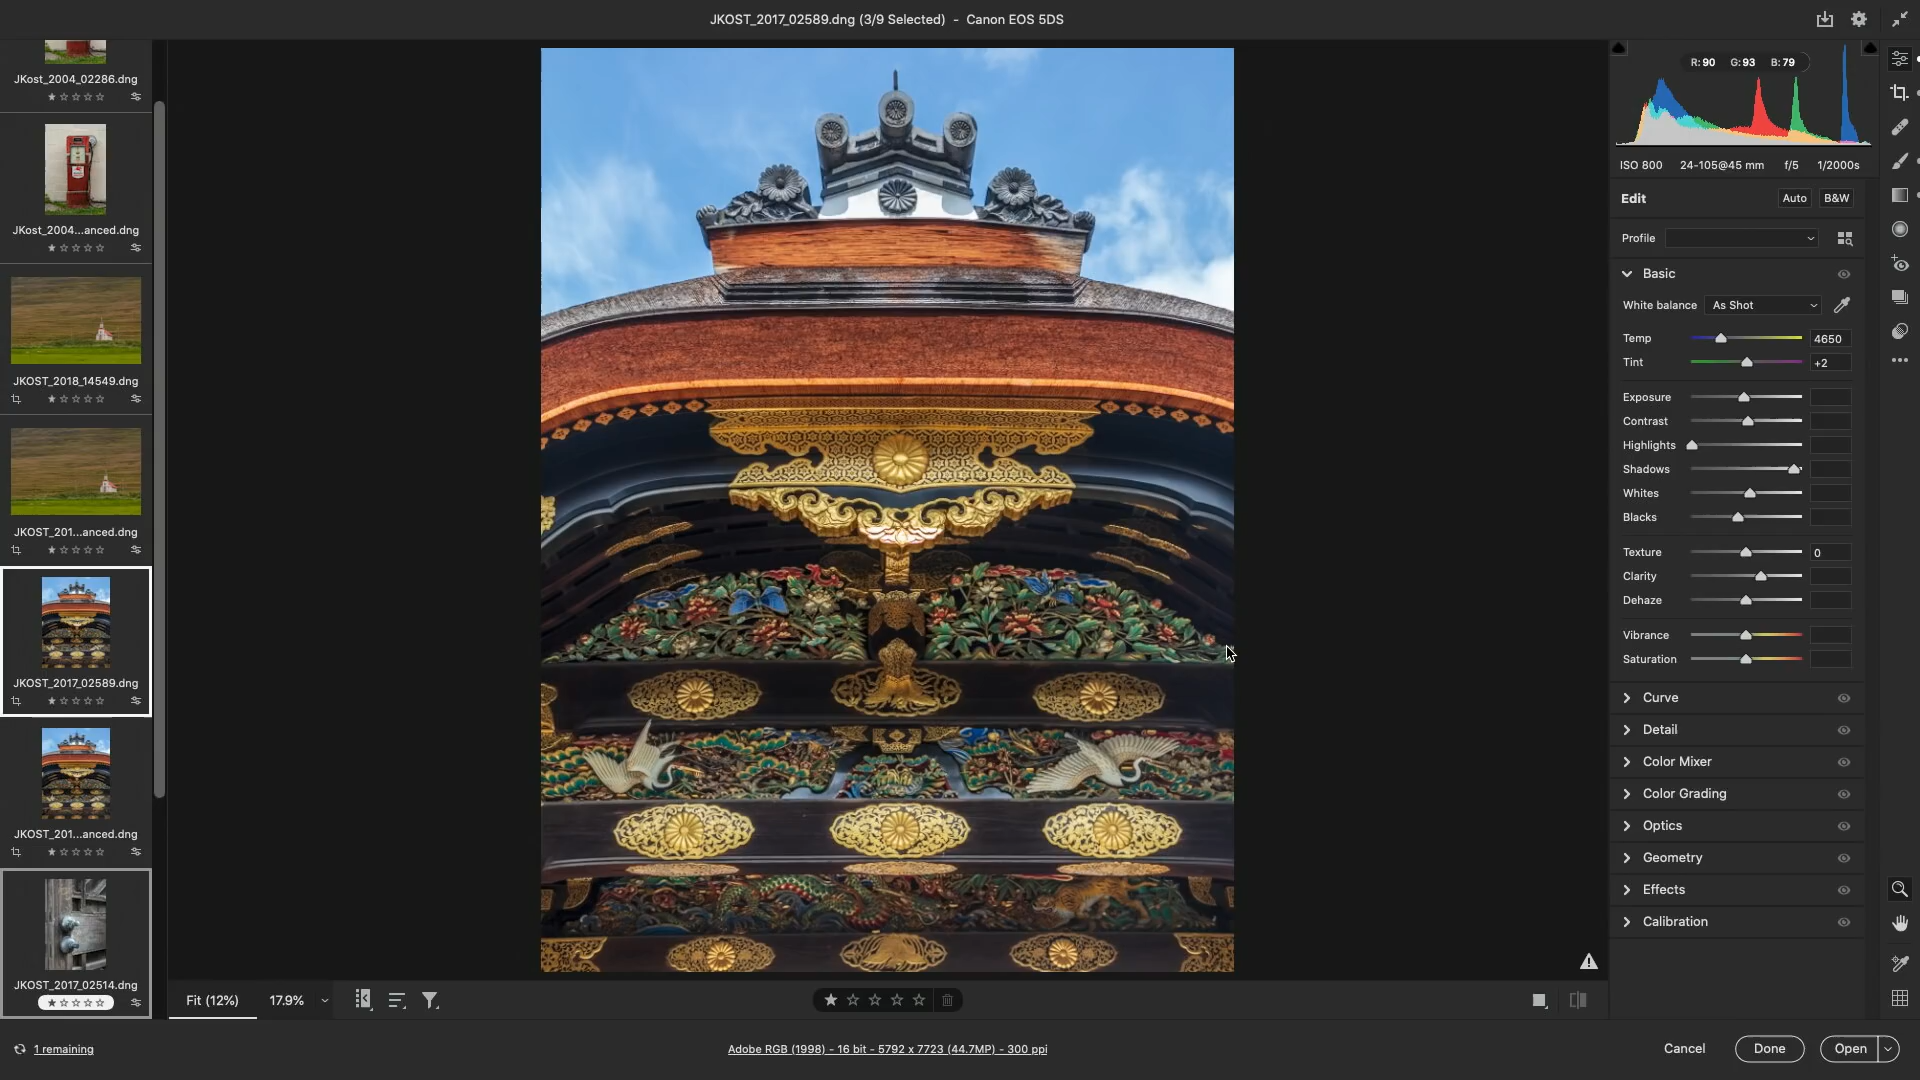 JKOST_2017_02589.dng (3/9 Selected) - Canon EOS 5DS
JKost_2004_02286.dng
JKost_2004...anced.dng
JKOST_2018_14549.dng
JKOST_201...anced.dng
JKOST_2017_02589.dng
JKOST_201...anced.dng
JKOST_2017_02514.dng
R: 90 G: 93 B: 79
ISO 800 24-105@45 mm f/5 1/2000s
Edit Auto B&W
Profile
Basic
White balance As Shot
Temp 4650
Tint +2
Exposure
Contrast
Highlights
Shadows
Whites
Blacks
Texture 0
Clarity
Dehaze
Vibrance
Saturation
Curve
Detail
Color Mixer
Color Grading
Optics
Geometry
Effects
Calibration
Fit (12%) 17.9%
1 remaining
Adobe RGB (1998) - 16 bit - 5792 x 7723 (44.7MP) - 300 ppi
Cancel Done Open